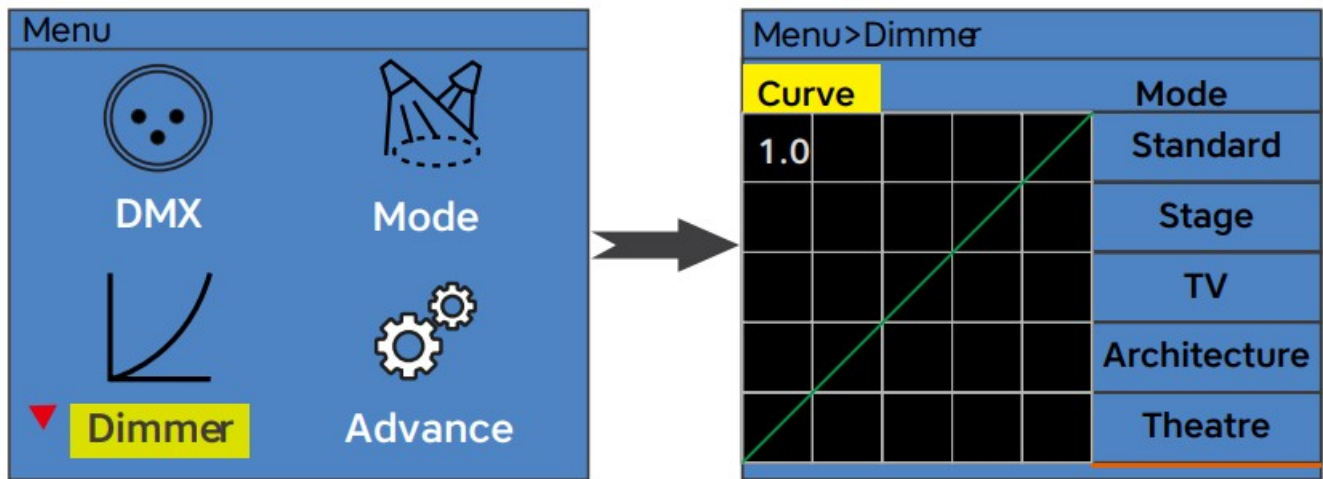 Menu
DMX
Mode
Dimmer
Advance
Menu>Dimmer
Curve
Mode
1.0
Standard
Stage
TV
Architecture
Theatre